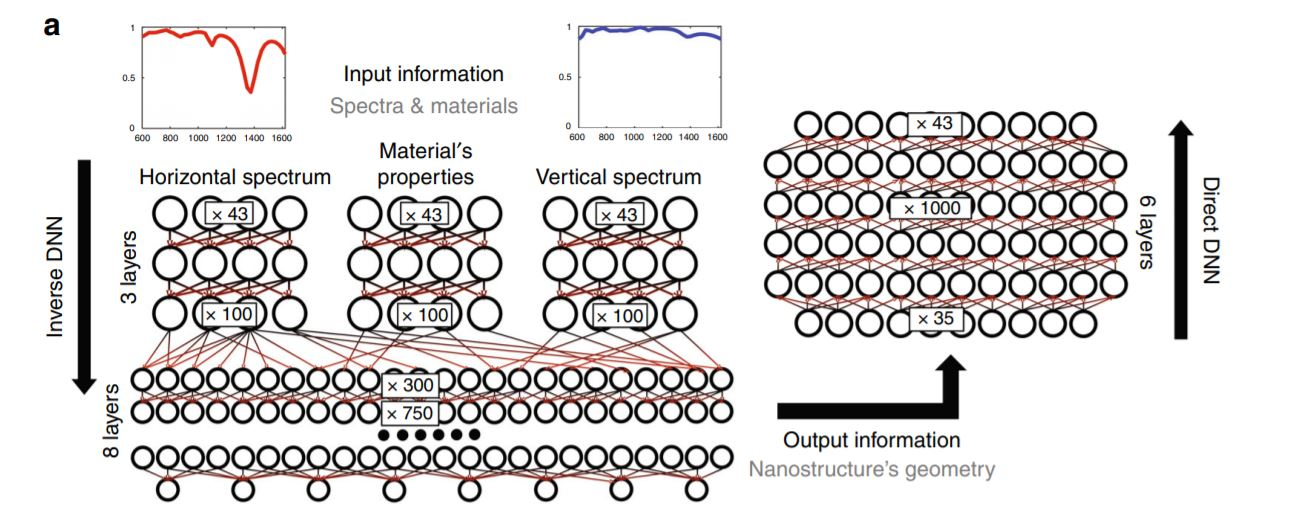 a
1
0.5
0
600 800 1000 1200 1400 1600
Input information
Spectra & materials
1
0.5
0
600 800 1000 1200 1400 1600
Horizontal spectrum
Material's
properties
Vertical spectrum
× 43
× 43
× 43
× 100
× 100
× 100
Inverse DNN
3 layers
8 layers
× 300
× 750
× 43
× 1000
× 35
6 layers
Direct DNN
Output information
Nanostructure's geometry